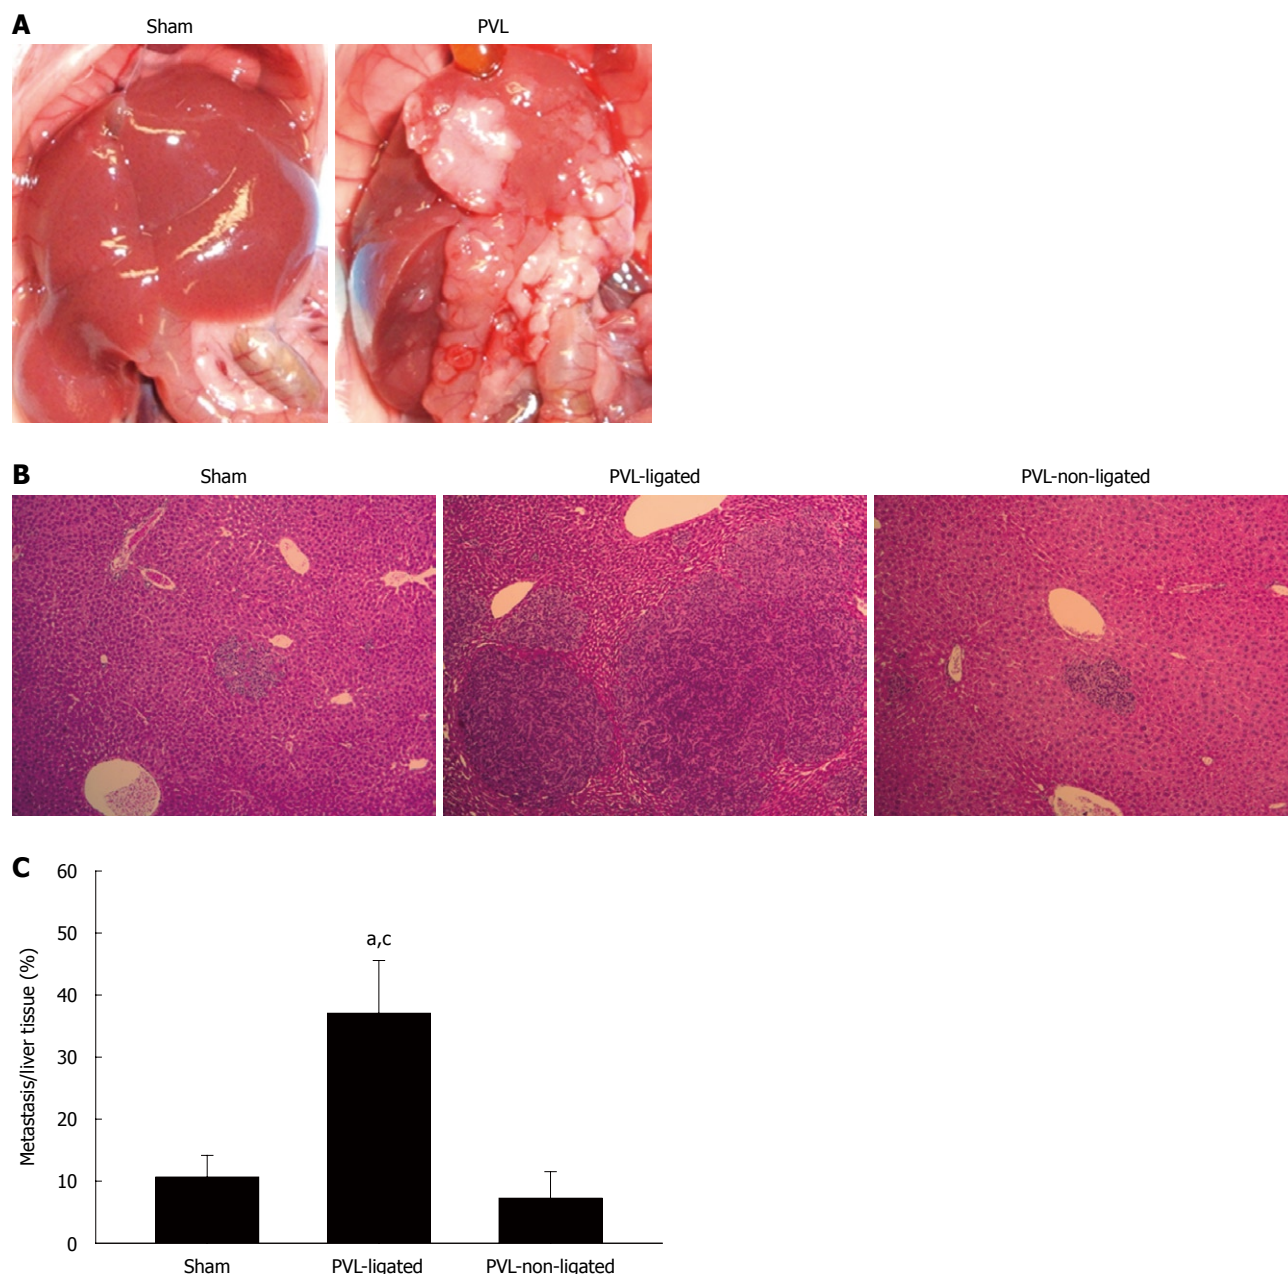 A
Sham
PVL
B
Sham
PVL-ligated
PVL-non-ligated
C
60
50
40
30
20
10
0
Metastasis/liver tissue (%)
a,c
Sham
PVL-ligated
PVL-non-ligated